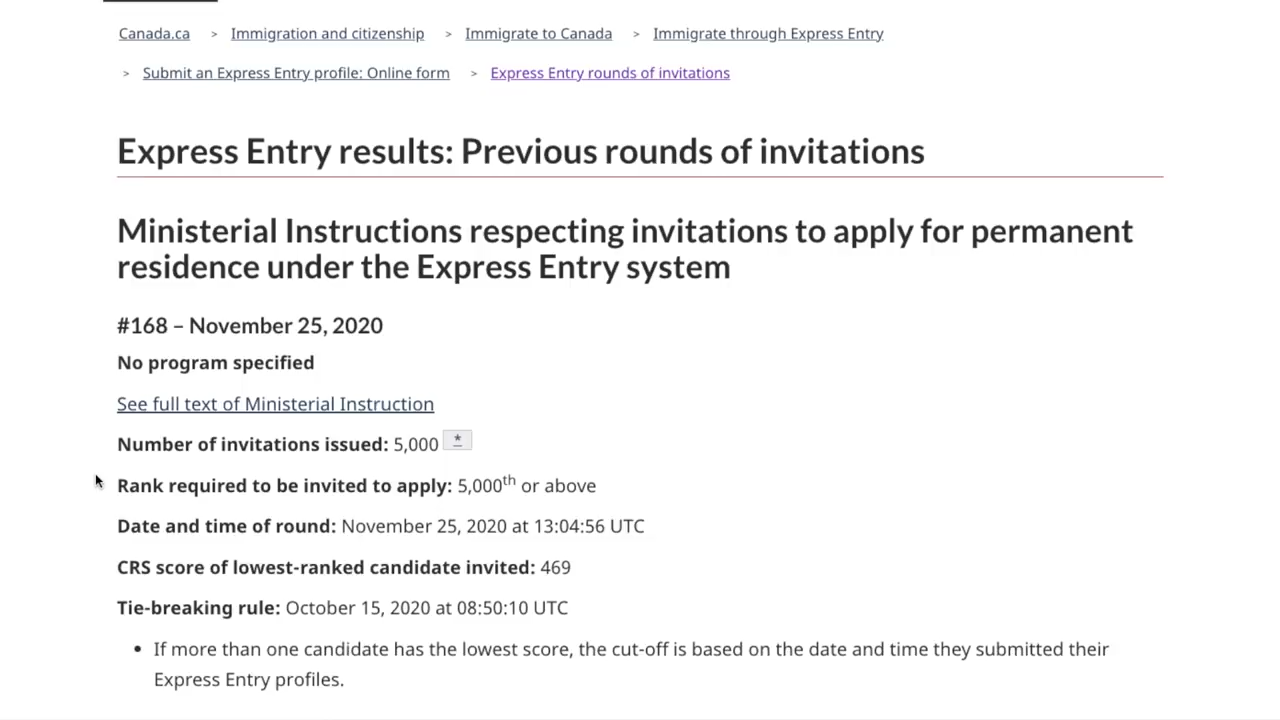 Canada.ca > Immigration and citizenship > Immigrate to Canada > Immigrate through Express Entry
> Submit an Express Entry profile: Online form > Express Entry rounds of invitations
Express Entry results: Previous rounds of invitations
Ministerial Instructions respecting invitations to apply for permanent
residence under the Express Entry system
#168 – November 25, 2020
No program specified
See full text of Ministerial Instruction
Number of invitations issued: 5,000 *
Rank required to be invited to apply: 5,000th or above
Date and time of round: November 25, 2020 at 13:04:56 UTC
CRS score of lowest-ranked candidate invited: 469
Tie-breaking rule: October 15, 2020 at 08:50:10 UTC
• If more than one candidate has the lowest score, the cut-off is based on the date and time they submitted their
Express Entry profiles.